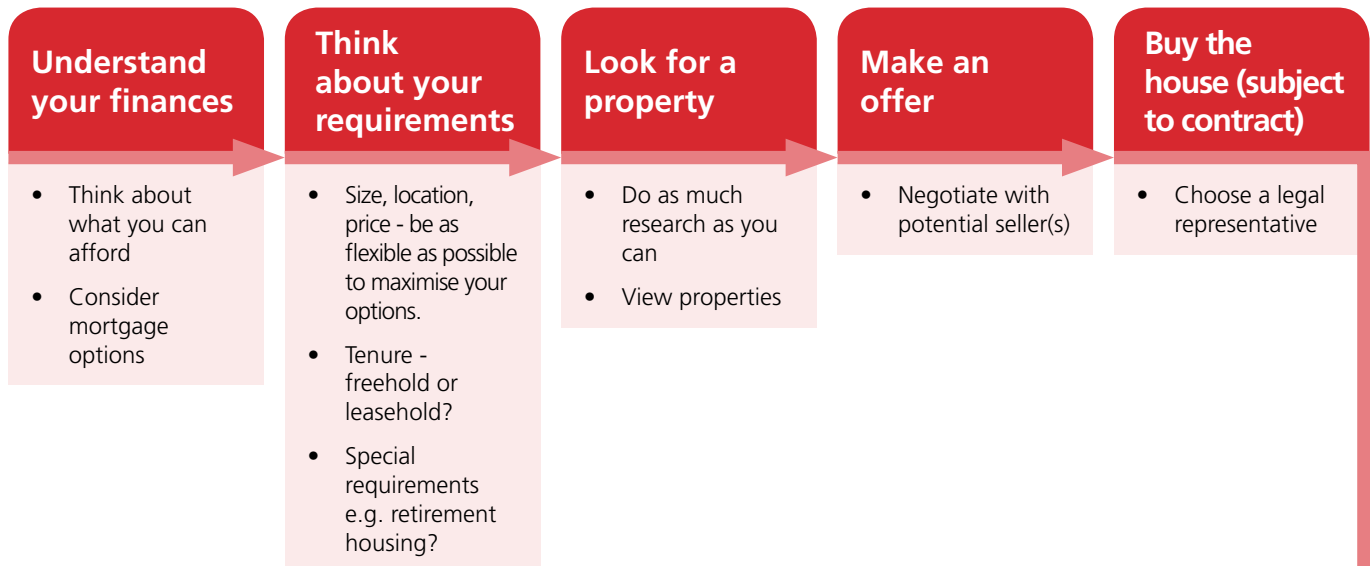 Understand
your finances
• Think about
what you can
afford
• Consider
mortgage
options
Think
about your
requirements
• Size, location,
price - be as
flexible as possible
to maximise your
options.
• Tenure -
freehold or
leasehold?
• Special
requirements
e.g. retirement
housing?
Look for a
property
• Do as much
research as you
can
• View properties
Make an
offer
• Negotiate with
potential seller(s)
Buy the
house (subject
to contract)
• Choose a legal
representative